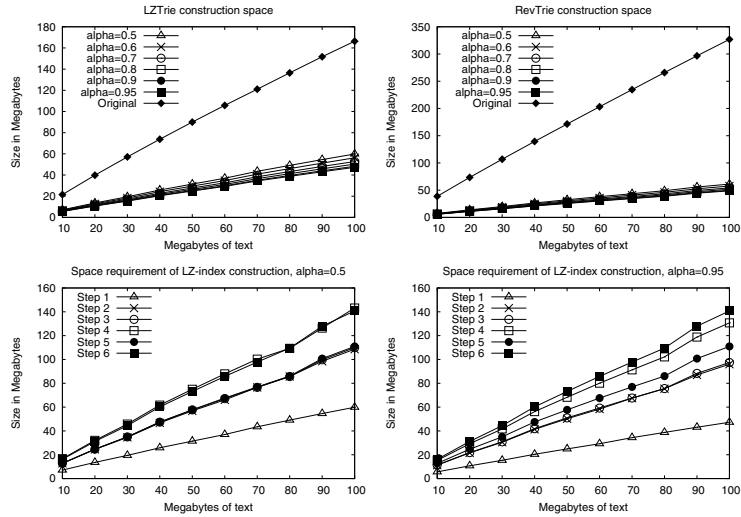 LZTrie construction space
180
160
140
120
100
80
60
40
20
0
Size in Megabytes
alpha=0.5
alpha=0.6
alpha=0.7
alpha=0.8
alpha=0.9
alpha=0.95
Original
10 20 30 40 50 60 70 80 90 100
Megabytes of text
RevTrie construction space
350
300
250
200
150
100
50
0
Size in Megabytes
alpha=0.5
alpha=0.6
alpha=0.7
alpha=0.8
alpha=0.9
alpha=0.95
Original
10 20 30 40 50 60 70 80 90 100
Megabytes of text
Space requirement of LZ-index construction, alpha=0.5
160
140
120
100
80
60
40
20
0
Size in Megabytes
Step 1
Step 2
Step 3
Step 4
Step 5
Step 6
10 20 30 40 50 60 70 80 90 100
Megabytes of text
Space requirement of LZ-index construction, alpha=0.95
160
140
120
100
80
60
40
20
0
Size in Megabytes
Step 1
Step 2
Step 3
Step 4
Step 5
Step 6
10 20 30 40 50 60 70 80 90 100
Megabytes of text